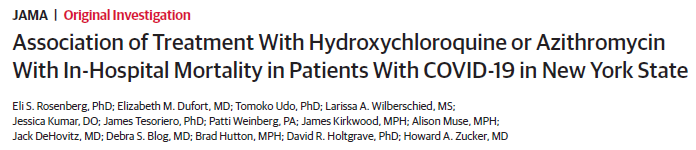 JAMA | Original Investigation
Association of Treatment With Hydroxychloroquine or Azithromycin
With In-Hospital Mortality in Patients With COVID-19 in New York State
Eli S. Rosenberg, PhD; Elizabeth M. Dufort, MD; Tomoko Udo, PhD; Larissa A. Wilberschied, MS;
Jessica Kumar, DO; James Tesoriero, PhD; Patti Weinberg, PA; James Kirkwood, MPH; Alison Muse, MPH;
Jack DeHovitz, MD; Debra S. Blog, MD; Brad Hutton, MPH; David R. Holtgrave, PhD; Howard A. Zucker, MD